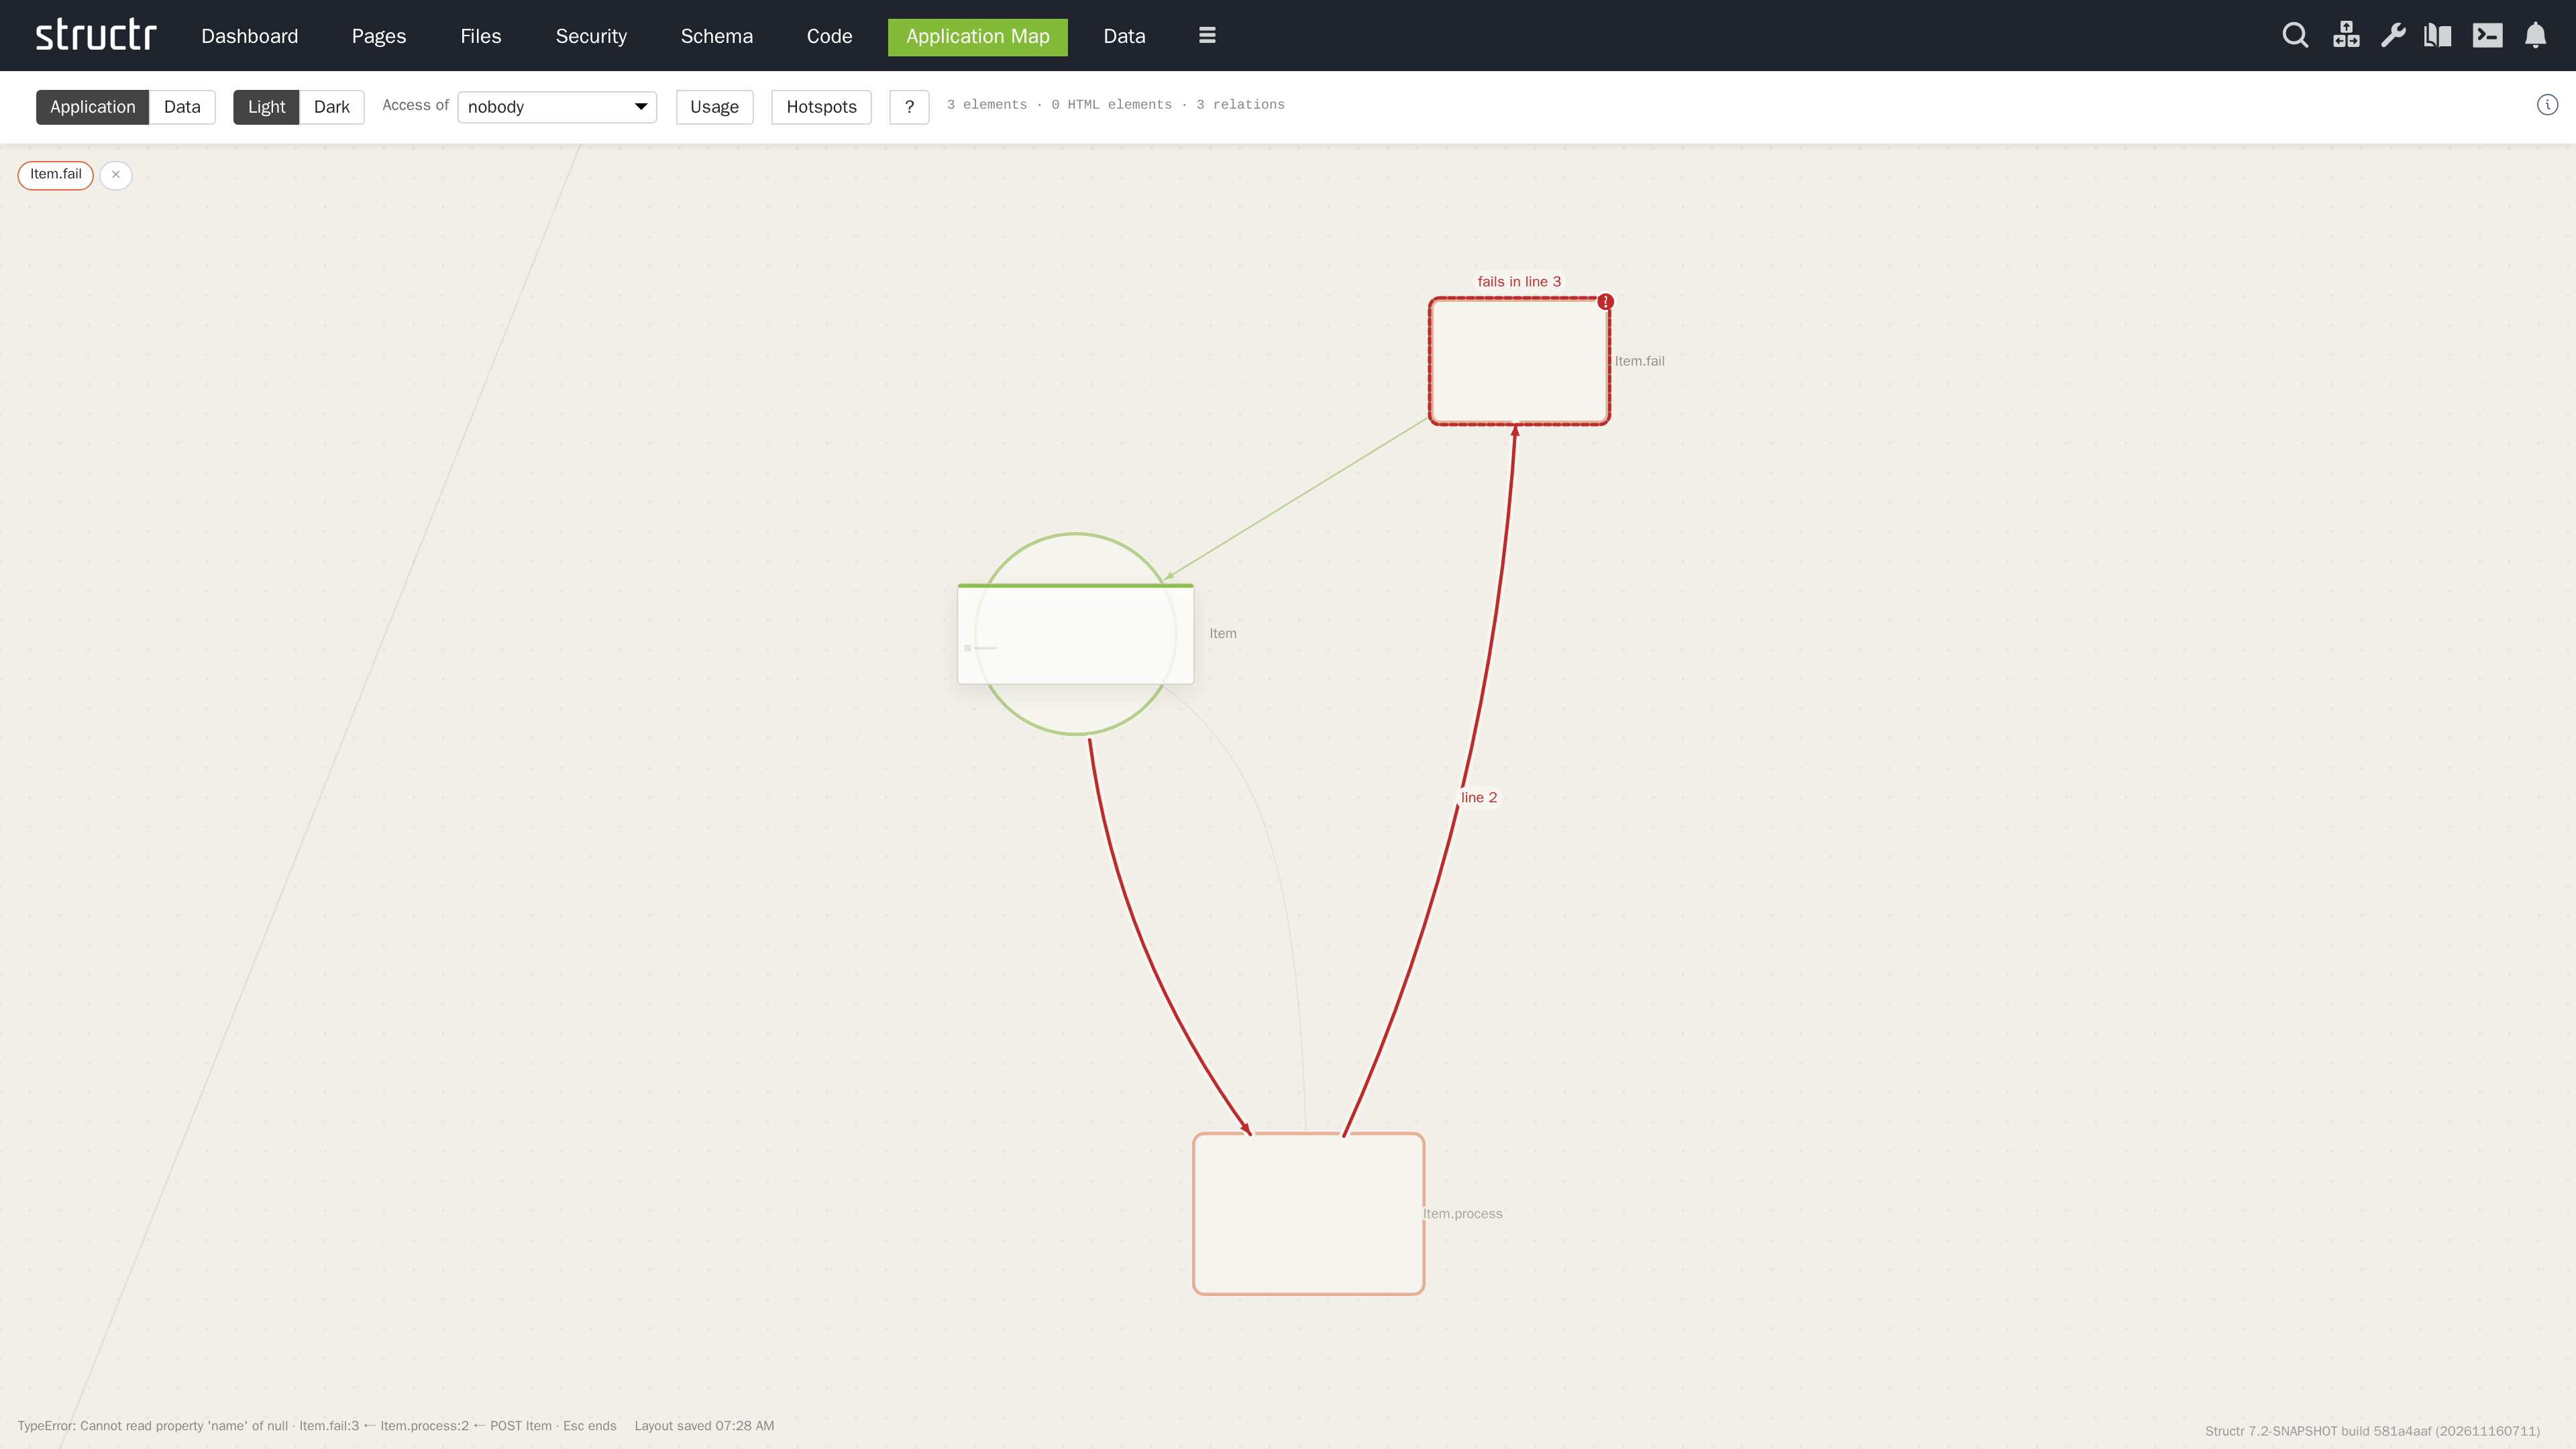 structr Dashboard Pages Files Security Schema Code Application Map Data
Application Data Light Dark Access of nobody Usage Hotspots ? 3 elements · 0 HTML elements · 3 relations
Item.fail ×
fails in line 3
Item.fail
Item
line 2
Item.process
TypeError: Cannot read property 'name' of null · Item.fail:3 ← Item.process:2 ← POST Item · Esc ends Layout saved 07:28 AM
Structr 7.2-SNAPSHOT build 581a4aaf (202611160711)